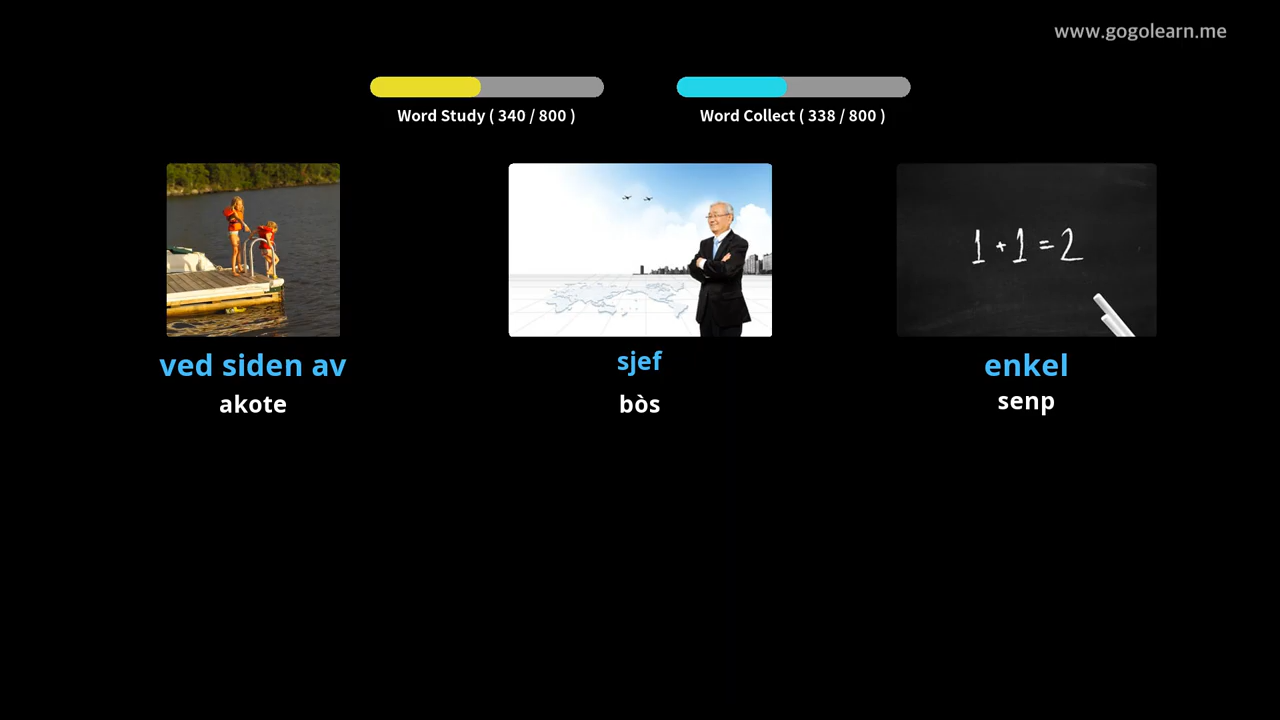 www.gogolearn.me
Word Study ( 340 / 800 )
Word Collect ( 338 / 800 )
1 + 1 = 2
ved siden av
sjef
enkel
akote
bòs
senp